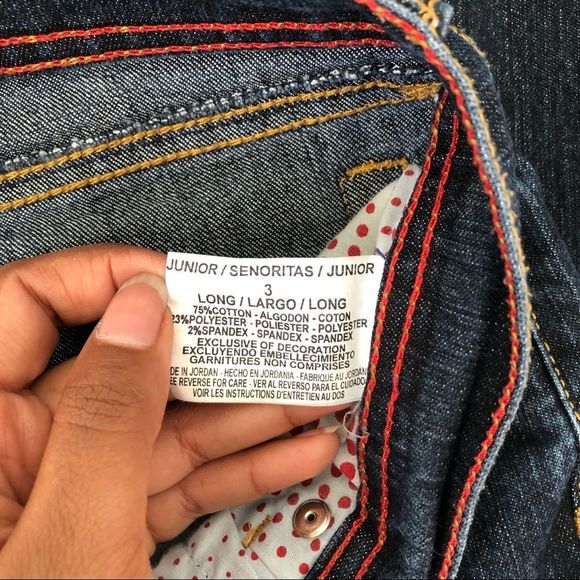 JUNIOR / SENORITAS / JUNIOR
3
LONG / LARGO / LONG
75%COTTON - ALGODON - COTON
23%POLYESTER - POLIESTER - POLYESTER
2%SPANDEX - SPANDEX - SPANDEX
EXCLUSIVE OF DECORATION
EXCLUYENDO EMBELLECIMIENTO
GARNITURES NON COMPRISES
DE IN JORDAN - HECHO EN JORDANIA - FABRIQUE AU JORDAN
EE REVERSE FOR CARE - VER AL REVERSO PARA EL CUIDADO
VOIR LES INSTRUCTIONS D'ENTRETIEN AU DOS